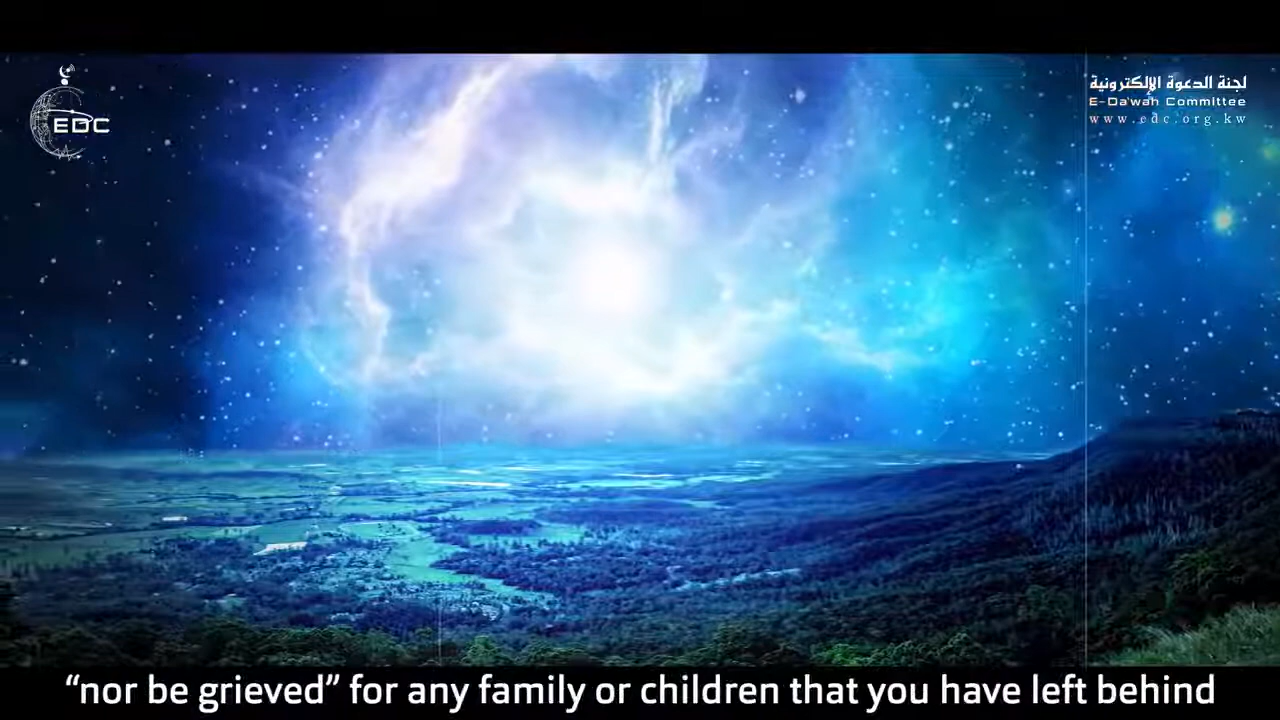 EDC
لجنة الدعوة الإلكترونية
E-Da'wah Committee
www.edc.org.kw
“nor be grieved” for any family or children that you have left behind